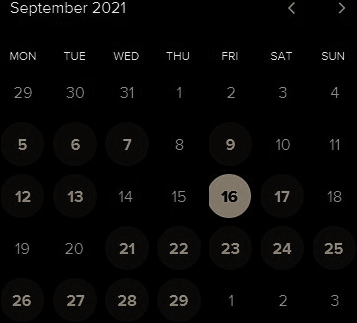 September 2021 < >
MON TUE WED THU FRI SAT SUN
29 30 31 1 2 3 4
5 6 7 8 9 10 11
12 13 14 15 16 17 18
19 20 21 22 23 24 25
26 27 28 29 1 2 3